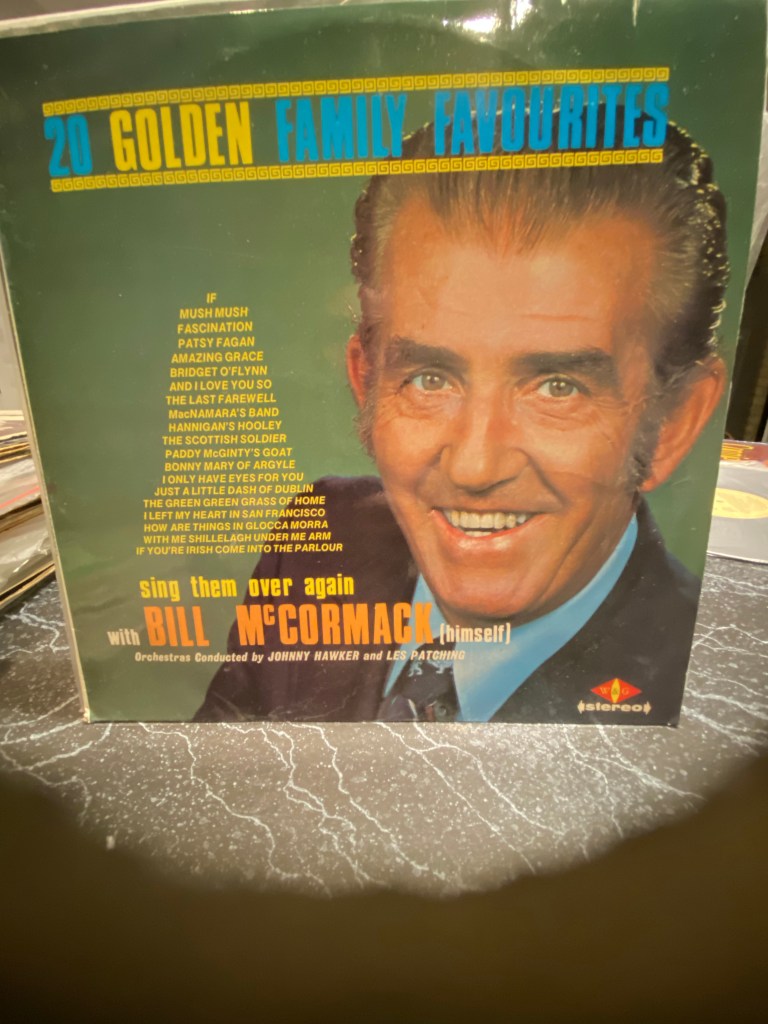 20 GOLDEN FAMILY FAVOURITES
IF
MUSH MUSH
FASCINATION
PATSY FAGAN
AMAZING GRACE
BRIDGET O'FLYNN
AND I LOVE YOU SO
THE LAST FAREWELL
MacNAMARA'S BAND
HANNIGAN'S HOOLEY
THE SCOTTISH SOLDIER
PADDY McGINTY'S GOAT
BONNY MARY OF ARGYLE
I ONLY HAVE EYES FOR YOU
JUST A LITTLE DASH OF DUBLIN
THE GREEN GREEN GRASS OF HOME
I LEFT MY HEART IN SAN FRANCISCO
HOW ARE THINGS IN GLOCCA MORRA
WITH ME SHILLELAGH UNDER ME ARM
IF YOU'RE IRISH COME INTO THE PARLOUR
sing them over again
with BILL McCORMACK (himself)
Orchestras Conducted by JOHNNY HAWKER and LES PATCHING
W&G
stereo